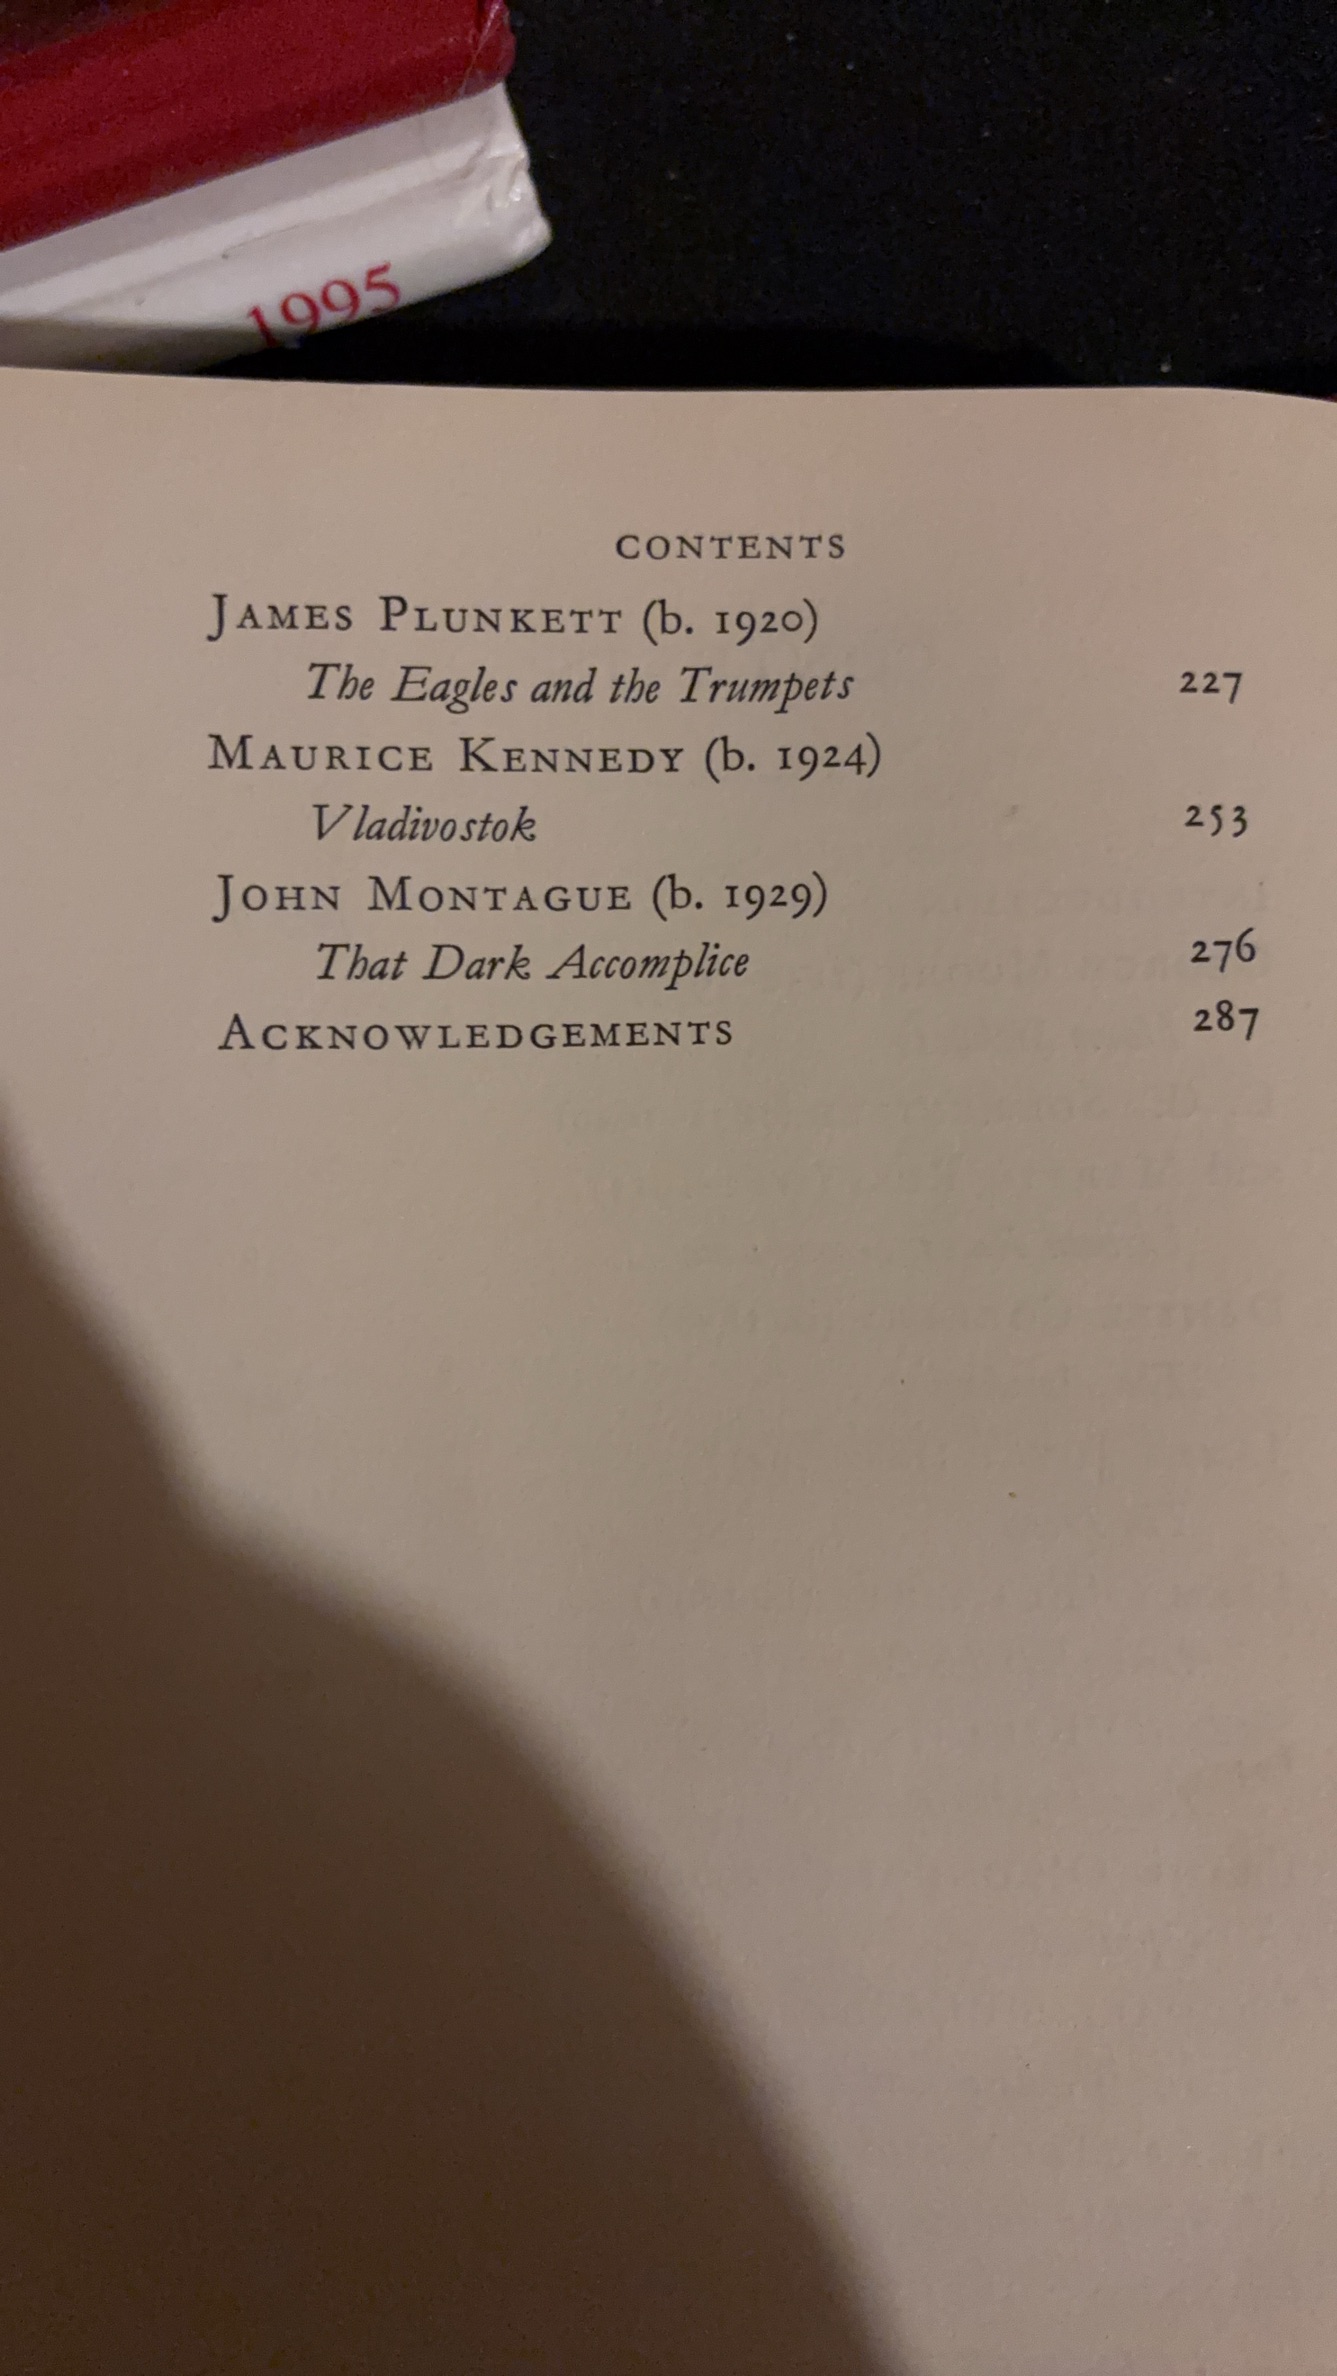 1995
CONTENTS
JAMES PLUNKETT (b. 1920)
The Eagles and the Trumpets 227
MAURICE KENNEDY (b. 1924)
Vladivostok 253
JOHN MONTAGUE (b. 1929)
That Dark Accomplice 276
ACKNOWLEDGEMENTS 287